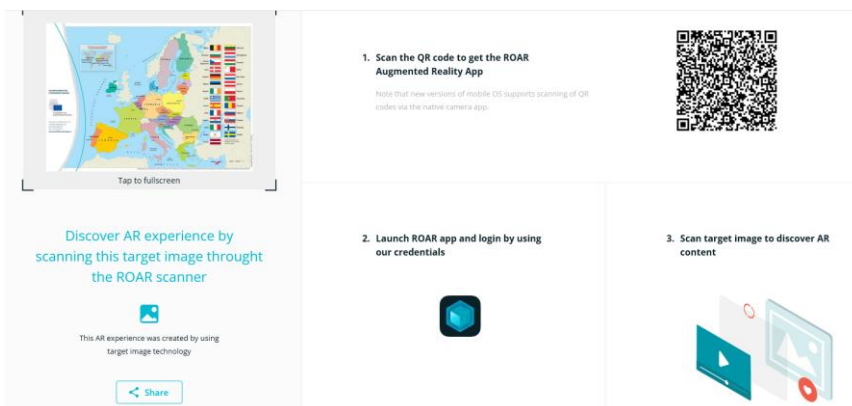 Tap to fullscreen
Discover AR experience by
scanning this target image throught
the ROAR scanner
This AR experience was created by using
target image technology
Share
1. Scan the QR code to get the ROAR
Augmented Reality App
Note that new versions of mobile OS supports scanning of QR
codes via the native camera app.
2. Launch ROAR app and login by using
our credentials
3. Scan target image to discover AR
content